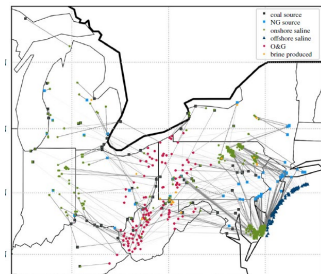 coal source
NG source
onshore saline
offshore saline
O&G
brine produced